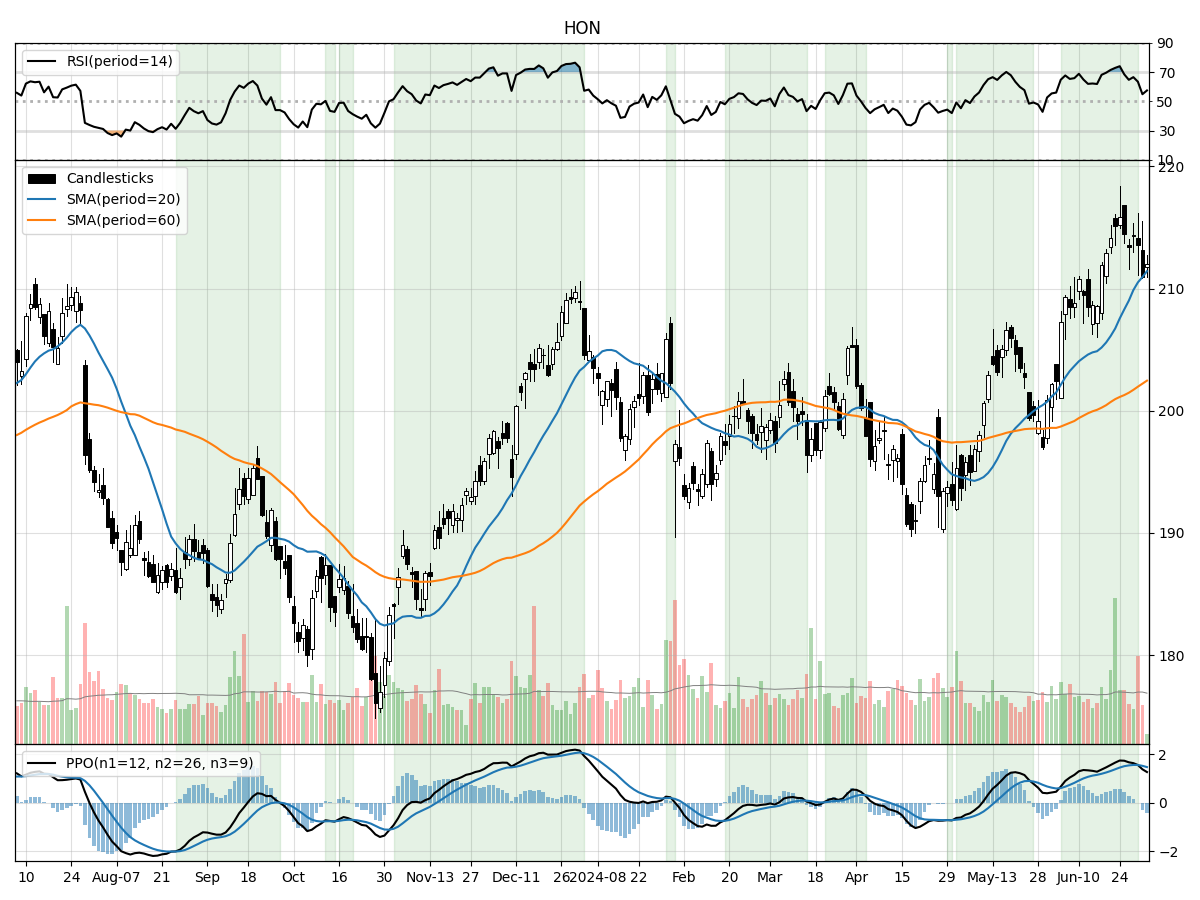 HON
RSI(period=14)
90
70
50
30
10
Candlesticks
SMA(period=20)
SMA(period=60)
220
210
200
190
180
PPO(n1=12, n2=26, n3=9)
2
0
−2
10 24 Aug-07 21 Sep 18 Oct 16 30 Nov-13 27 Dec-11 26 2024-08 22 Feb 20 Mar 18 Apr 15 29 May-13 28 Jun-10 24